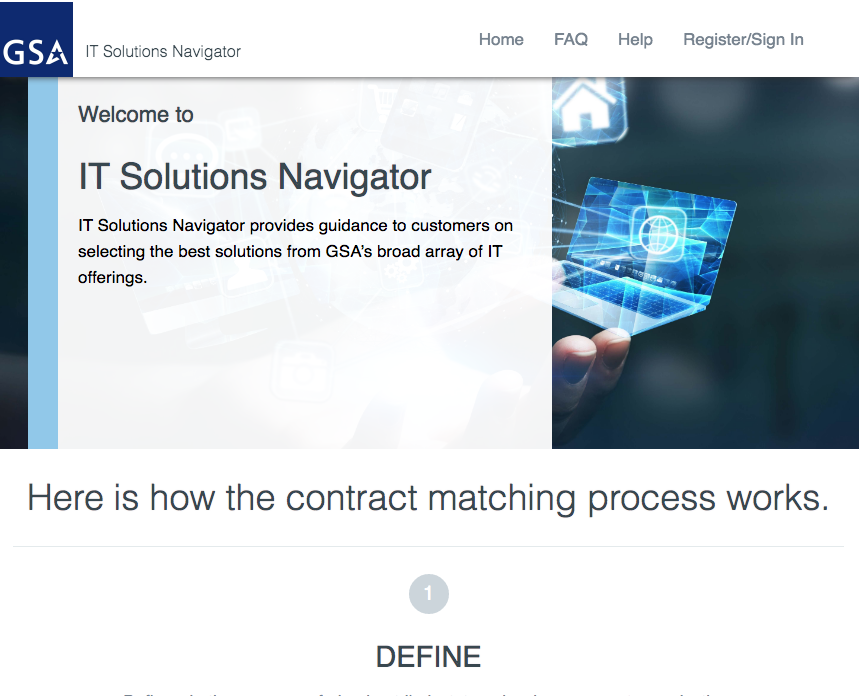 GSA
IT Solutions Navigator
Home FAQ Help Register/Sign In
Welcome to
IT Solutions Navigator
IT Solutions Navigator provides guidance to customers on
selecting the best solutions from GSA’s broad array of IT
offerings.
Here is how the contract matching process works.
1
DEFINE